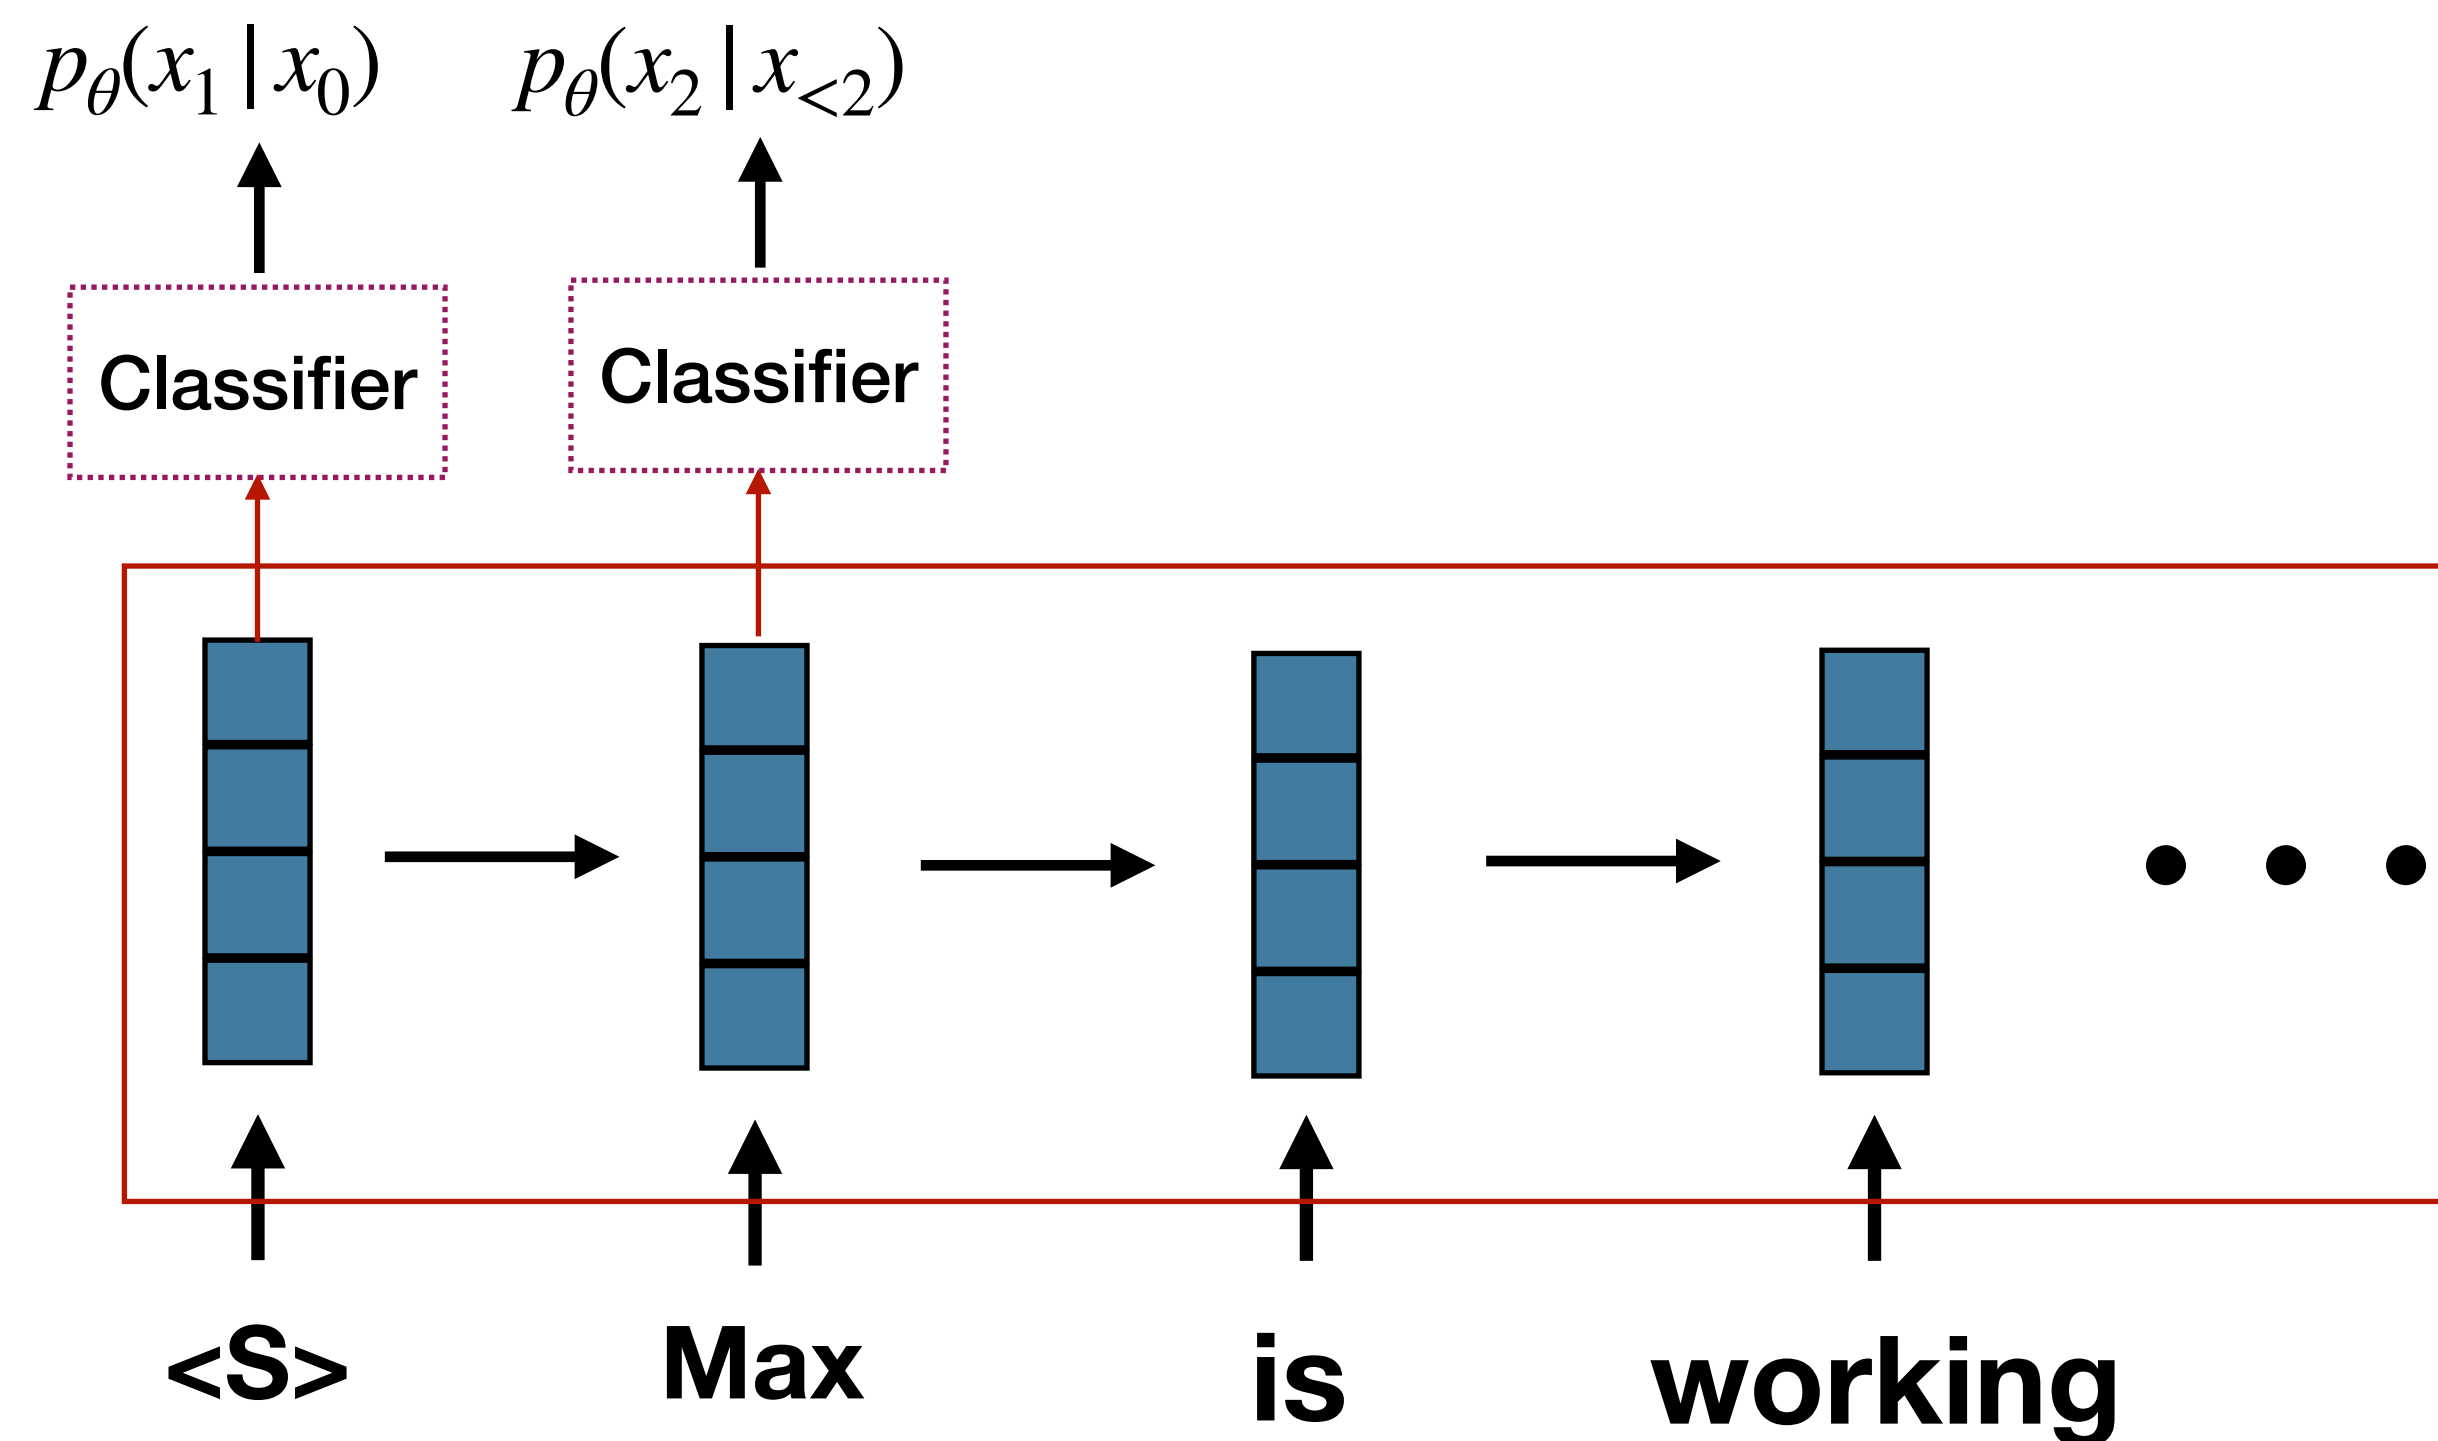 pθ(x1 | x0) pθ(x2 | x<2)
Classifier Classifier
<S> Max is working